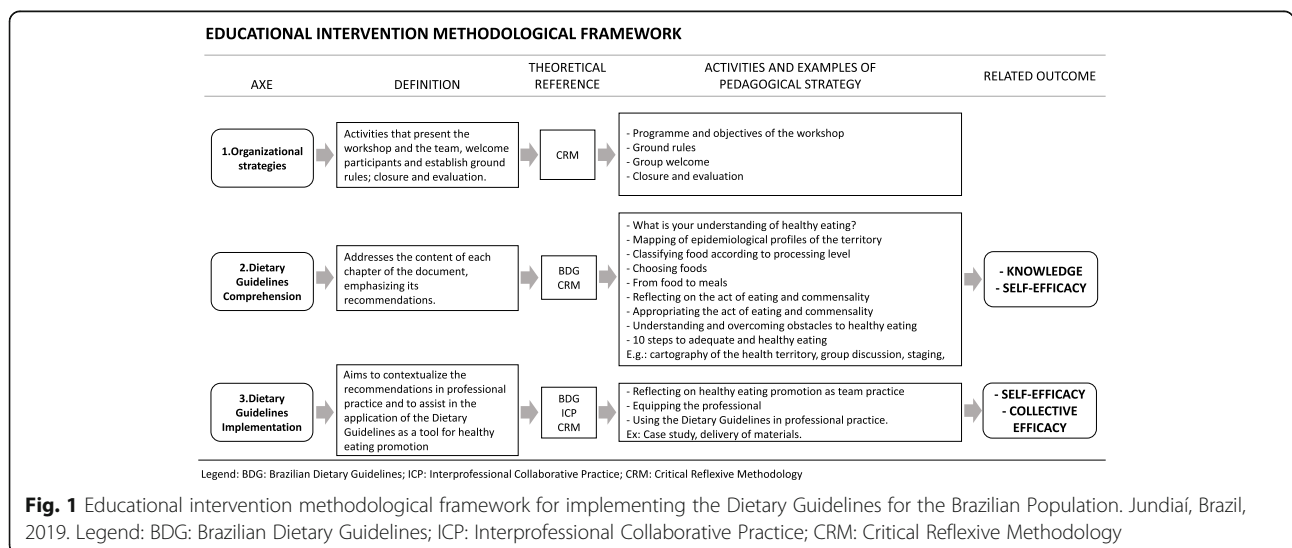 EDUCATIONAL INTERVENTION METHODOLOGICAL FRAMEWORK
AXE
DEFINITION
THEORETICAL
REFERENCE
ACTIVITIES AND EXAMPLES OF
PEDAGOGICAL STRATEGY
RELATED OUTCOME
1.Organizational
strategies
Activities that present the
workshop and the team, welcome
participants and establish ground
rules; closure and evaluation.
CRM
- Programme and objectives of the workshop
- Ground rules
- Group welcome
- Closure and evaluation
2.Dietary
Guidelines
Comprehension
Addresses the content of each
chapter of the document,
emphasizing its
recommendations.
BDG
CRM
- What is your understanding of healthy eating?
- Mapping of epidemiological profiles of the territory
- Classifying food according to processing level
- Choosing foods
- From food to meals
- Reflecting on the act of eating and commensality
- Appropriating the act of eating and commensality
- Understanding and overcoming obstacles to healthy eating
- 10 steps to adequate and healthy eating
E.g.: cartography of the health territory, group discussion, staging,
- KNOWLEDGE
- SELF-EFFICACY
3.Dietary
Guidelines
Implementation
Aims to contextualize the
recommendations in professional
practice and to assist in the
application of the Dietary
Guidelines as a tool for healthy
eating promotion
BDG
ICP
CRM
- Reflecting on healthy eating promotion as team practice
- Equipping the professional
- Using the Dietary Guidelines in professional practice.
Ex: Case study, delivery of materials.
- SELF-EFFICACY
- COLLECTIVE
EFFICACY
Legend: BDG: Brazilian Dietary Guidelines; ICP: Interprofessional Collaborative Practice; CRM: Critical Reflexive Methodology
Fig. 1 Educational intervention methodological framework for implementing the Dietary Guidelines for the Brazilian Population. Jundiaí, Brazil,
2019. Legend: BDG: Brazilian Dietary Guidelines; ICP: Interprofessional Collaborative Practice; CRM: Critical Reflexive Methodology